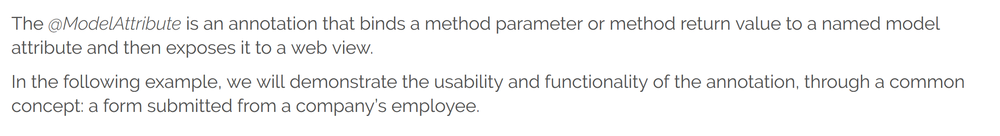 The @ModelAttribute is an annotation that binds a method parameter or method return value to a named model
attribute and then exposes it to a web view.
In the following example, we will demonstrate the usability and functionality of the annotation, through a common
concept: a form submitted from a company’s employee.